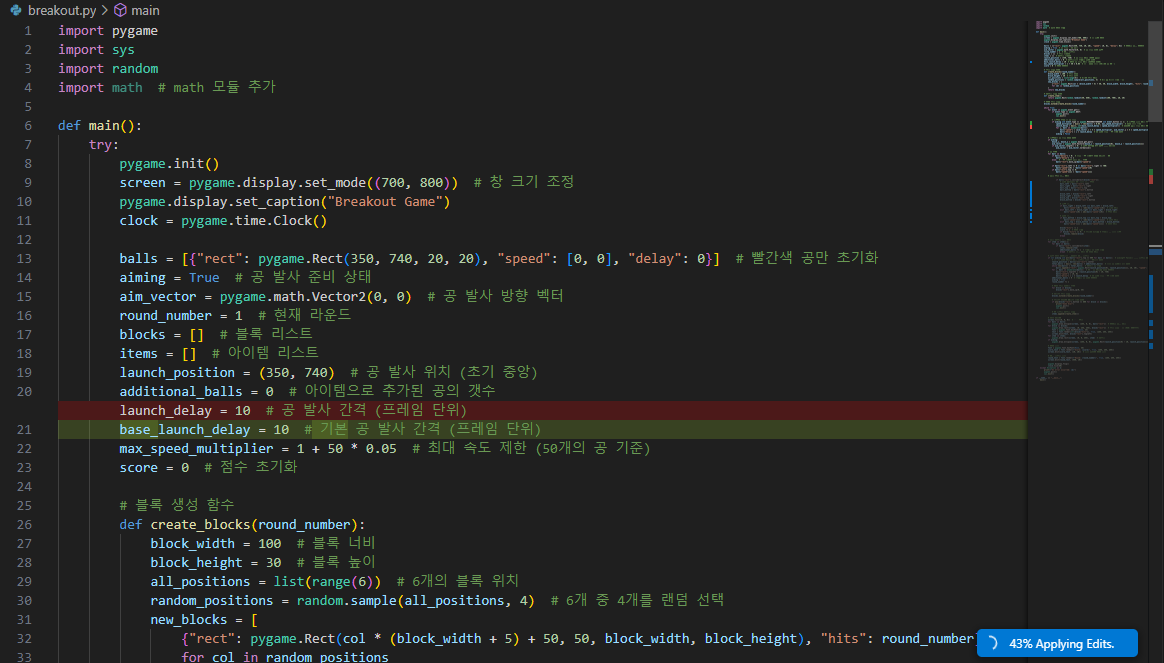 breakout.py > main
1 import pygame
2 import sys
3 import random
4 import math  # math 모듈 추가
5
6 def main():
7     try:
8         pygame.init()
9         screen = pygame.display.set_mode((700, 800))  # 창 크기 조정
10         pygame.display.set_caption("Breakout Game")
11         clock = pygame.time.Clock()
12
13         balls = [{"rect": pygame.Rect(350, 740, 20, 20), "speed": [0, 0], "delay": 0}]  # 빨간색 공만 초기화
14         aiming = True  # 공 발사 준비 상태
15         aim_vector = pygame.math.Vector2(0, 0)  # 공 발사 방향 벡터
16         round_number = 1  # 현재 라운드
17         blocks = []  # 블록 리스트
18         items = []  # 아이템 리스트
19         launch_position = (350, 740)  # 공 발사 위치 (초기 중앙)
20         additional_balls = 0  # 아이템으로 추가된 공의 갯수
launch_delay = 10  # 공 발사 간격 (프레임 단위)
21         base_launch_delay = 10  # 기본 공 발사 간격 (프레임 단위)
22         max_speed_multiplier = 1 + 50 * 0.05  # 최대 속도 제한 (50개의 공 기준)
23         score = 0  # 점수 초기화
24
25         # 블록 생성 함수
26         def create_blocks(round_number):
27             block_width = 100  # 블록 너비
28             block_height = 30  # 블록 높이
29             all_positions = list(range(6))  # 6개의 블록 위치
30             random_positions = random.sample(all_positions, 4)  # 6개 중 4개를 랜덤 선택
31             new_blocks = [
32                 {"rect": pygame.Rect(col * (block_width + 5) + 50, 50, block_width, block_height), "hits": round_number
33                 for col in random_positions
43% Applying Edits.